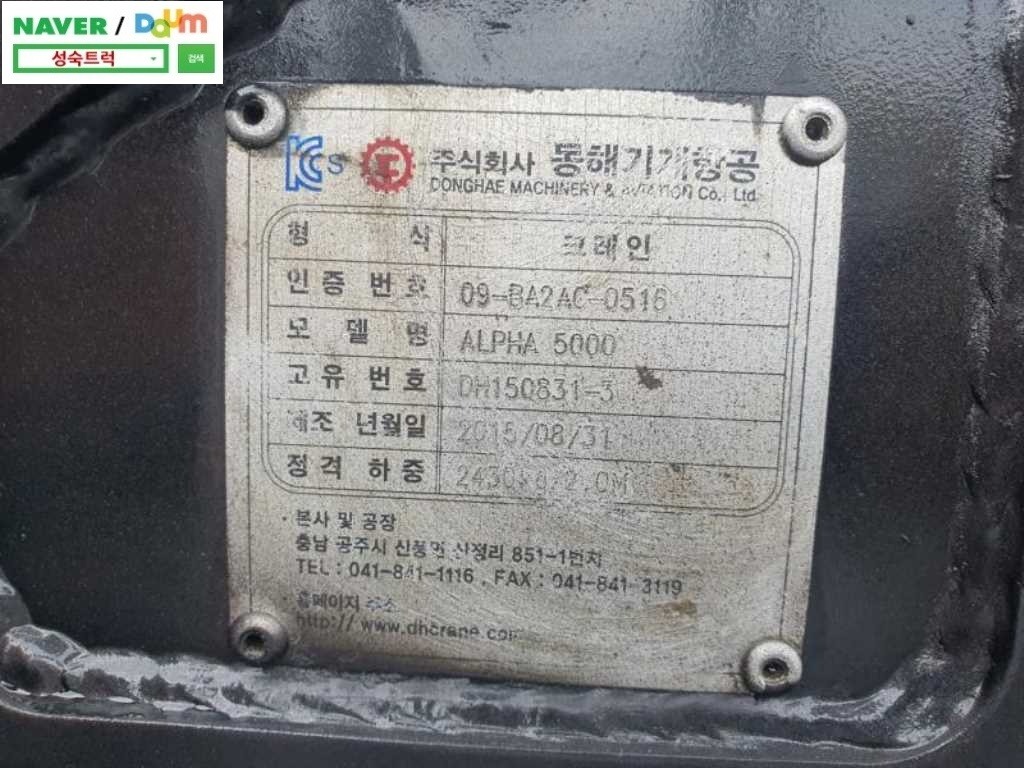 NAVER / Daum
성숙트럭 검색
KCS 주식회사 동해기계항공
DONGHAE MACHINERY & AVIATION Co., Ltd
형 식 크레인
인증번호 09-BA2AC-0516
모델명 ALPHA 5000
고유번호 DH150831-3
제조년월일 2015/08/31
정격하중 2430kg/2.0M
· 본사 및 공장
충남 공주시 신풍면 산정리 851-1번지
TEL : 041-841-1116 , FAX : 041-841-3119
· 홈페이지 주소
http://www.dhcrane.com